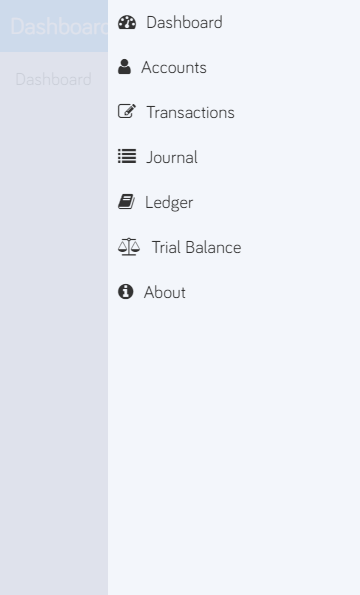 Dashboard
Dashboard
Dashboard
Accounts
Transactions
Journal
Ledger
Trial Balance
About